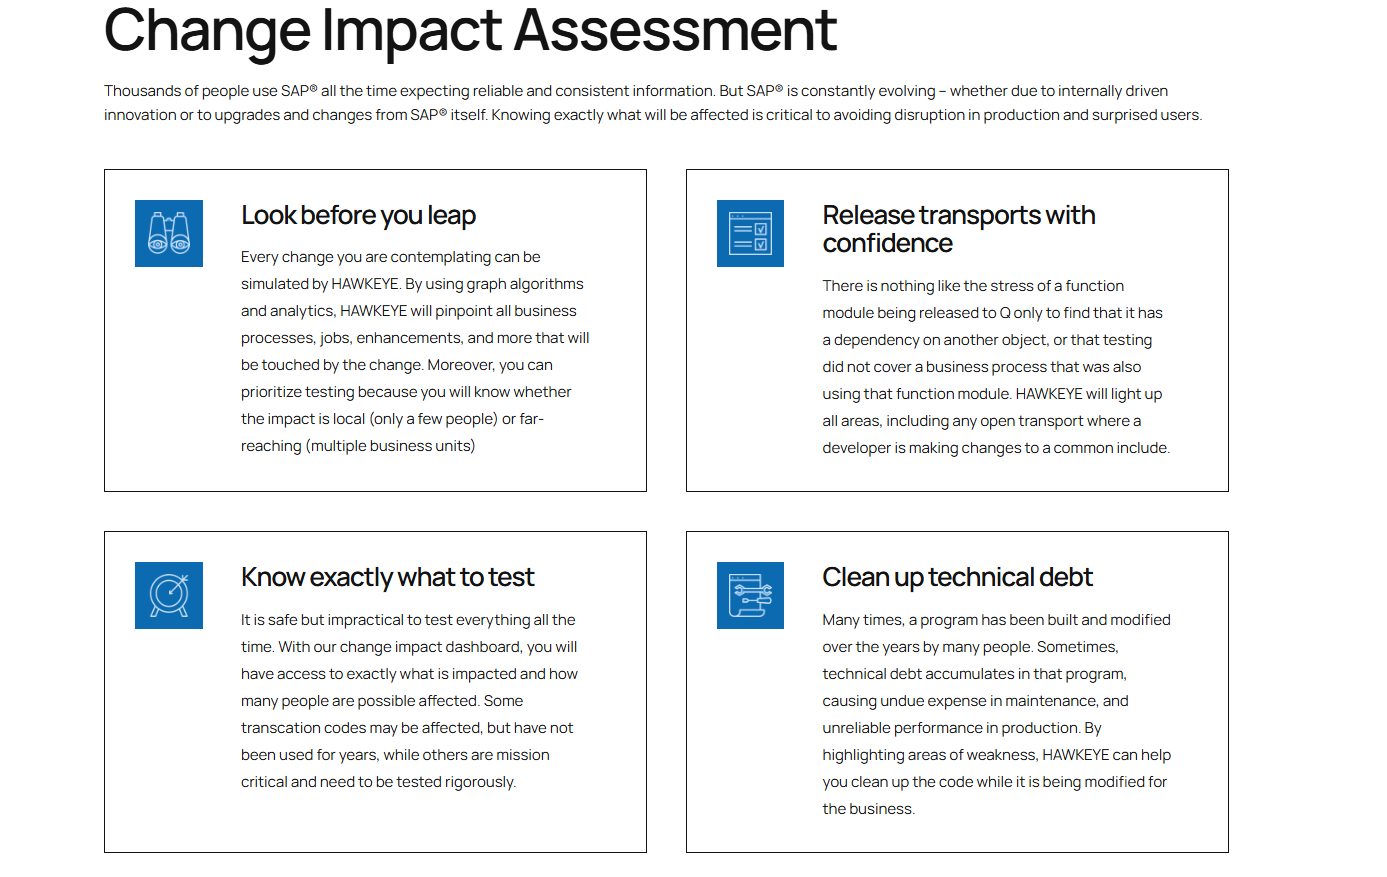 Change Impact Assessment
Thousands of people use SAP® all the time expecting reliable and consistent information. But SAP® is constantly evolving – whether due to internally driven
innovation or to upgrades and changes from SAP® itself. Knowing exactly what will be affected is critical to avoiding disruption in production and surprised users.
Look before you leap
Every change you are contemplating can be
simulated by HAWKEYE. By using graph algorithms
and analytics, HAWKEYE will pinpoint all business
processes, jobs, enhancements, and more that will
be touched by the change. Moreover, you can
prioritize testing because you will know whether
the impact is local (only a few people) or far-
reaching (multiple business units)
Release transports with
confidence
There is nothing like the stress of a function
module being released to Q only to find that it has
a dependency on another object, or that testing
did not cover a business process that was also
using that function module. HAWKEYE will light up
all areas, including any open transport where a
developer is making changes to a common include.
Know exactly what to test
It is safe but impractical to test everything all the
time. With our change impact dashboard, you will
have access to exactly what is impacted and how
many people are possible affected. Some
transcation codes may be affected, but have not
been used for years, while others are mission
critical and need to be tested rigorously.
Clean up technical debt
Many times, a program has been built and modified
over the years by many people. Sometimes,
technical debt accumulates in that program,
causing undue expense in maintenance, and
unreliable performance in production. By
highlighting areas of weakness, HAWKEYE can help
you clean up the code while it is being modified for
the business.